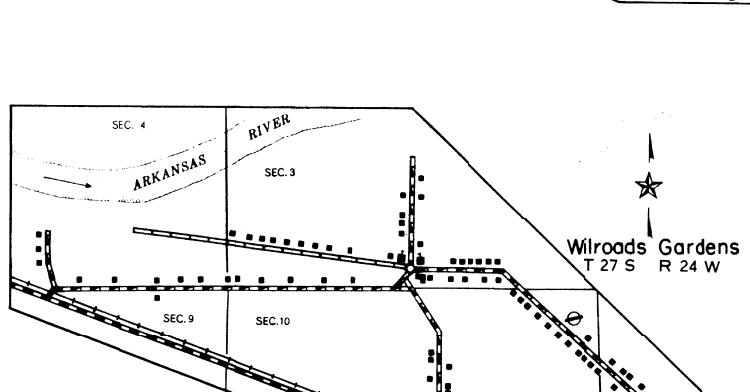 SEC. 4
RIVER
ARKANSAS
SEC. 3
Wilroads Gardens
T 27 S R 24 W
SEC. 9
SEC. 10